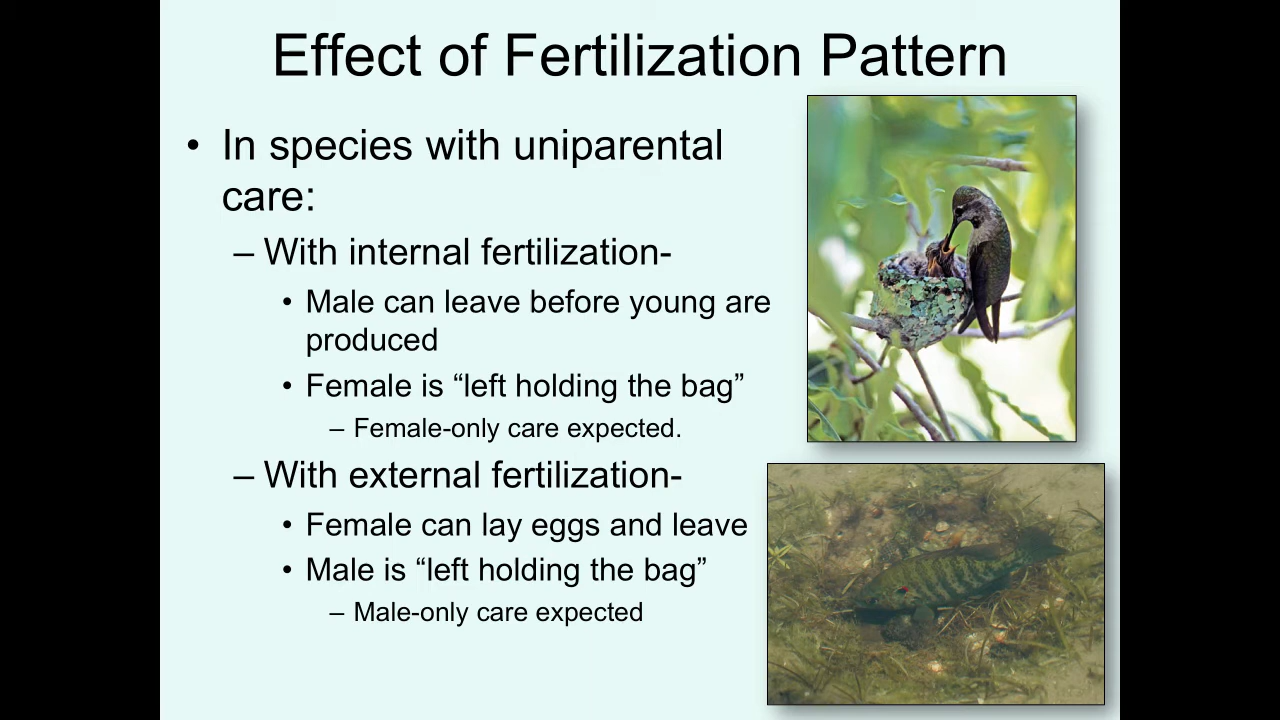 Effect of Fertilization Pattern
• In species with uniparental
care:
– With internal fertilization-
• Male can leave before young are
produced
• Female is “left holding the bag”
– Female-only care expected.
– With external fertilization-
• Female can lay eggs and leave
• Male is “left holding the bag”
– Male-only care expected